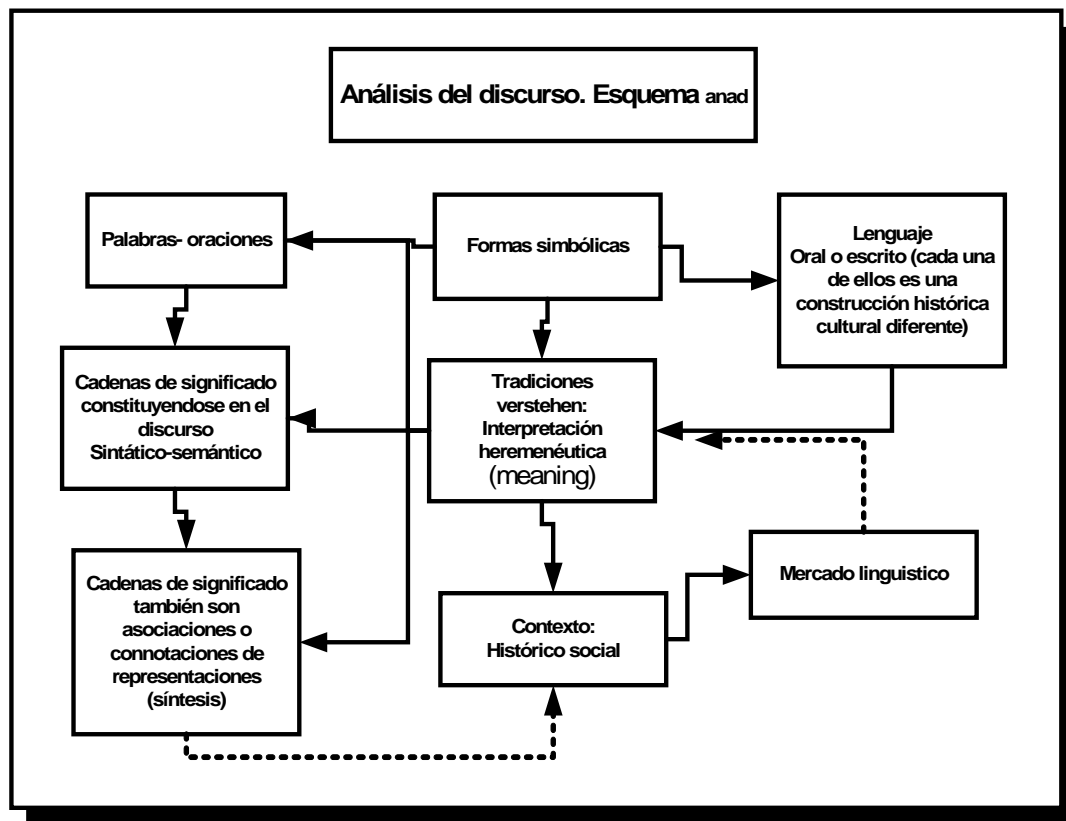 Análisis del discurso. Esquema anad
Palabras- oraciones
Formas simbólicas
Lenguaje
Oral o escrito (cada una
de ellos es una
construcción histórica
cultural diferente)
Cadenas de significado
constituyendose en el
discurso
Sintático-semántico
Tradiciones
verstehen:
Interpretación
heremenéutica
(meaning)
Mercado linguistico
Cadenas de significado
también son
asociaciones o
connotaciones de
representaciones
(síntesis)
Contexto:
Histórico social